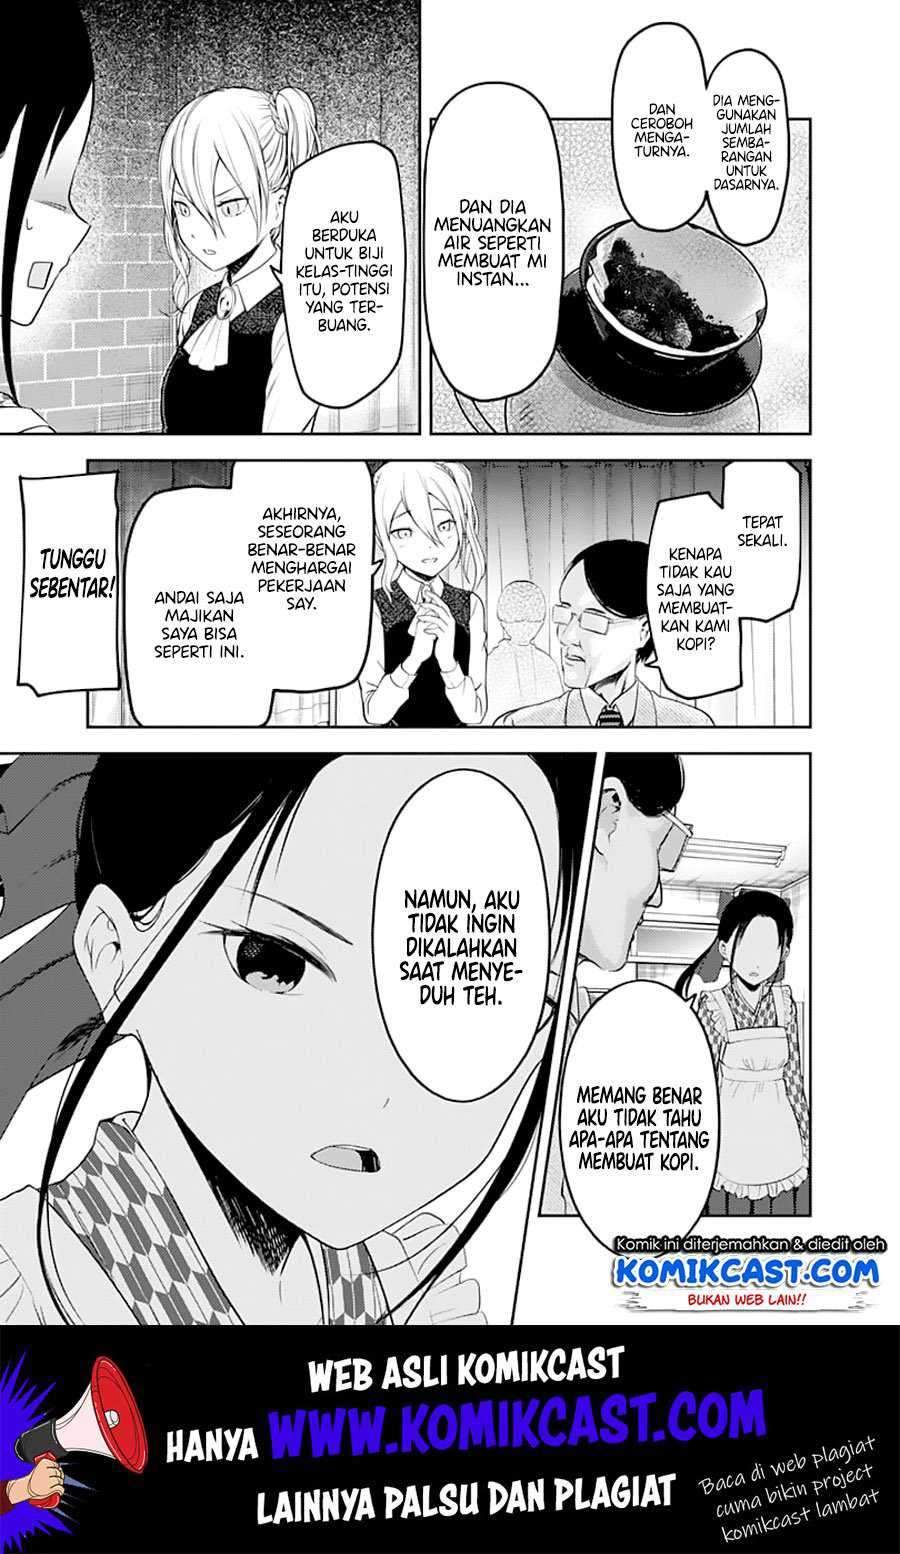 DIA MENG-
GUNAKAN
JUMLAH
SEMBA-
RANGAN
UNTUK
DASARNYA.
DAN
CEROBOH
MENGA-
TURNYA.
DAN DIA
MENUANGKAN
AIR SEPERTI
MEMBUAT MI
INSTAN...
AKU
BERDUKA
UNTUK BIJI
KELAS-TINGGI
ITU, POTENSI
YANG TER-
BUANG.
TEPAT
SEKALI.
KENAPA
TIDAK KAU
SAJA YANG
MEMBUAT-
KAN KAMI
KOPI?
AKHIRNYA,
SESEORANG
BENAR-BENAR
MENGHARGAI
PEKERJAAN
SAY.
ANDAI SAJA
MAJIKAN
SAYA BISA
SEPERTI INI.
TUNGGU
SEBENTAR!
MEMANG BENAR
AKU TIDAK TAHU
APA-APA TENTANG
MEMBUAT KOPI.
NAMUN, AKU
TIDAK INGIN
DIKALAHKAN
SAAT MENYE-
DUH TEH.
Komik ini diterjemahkan & diedit oleh
KOMIKCAST.COM
BUKAN WEB LAIN!!
WEB ASLI KOMIKCAST
HANYA WWW.KOMIKCAST.COM
LAINNYA PALSU DAN PLAGIAT
Baca di web plagiat
cuma bikin project
komikcast lambat